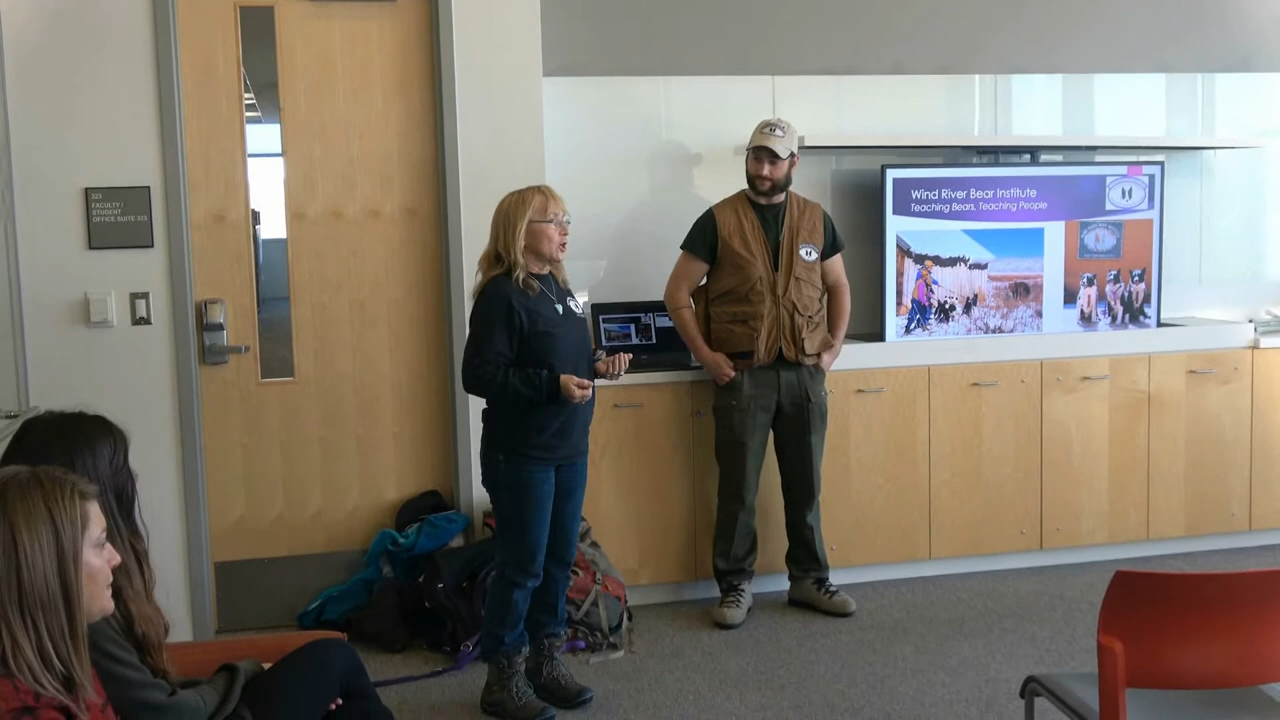 323
FACULTY /
STUDENT
OFFICE SUITE 323
Wind River Bear Institute
Teaching Bears, Teaching People